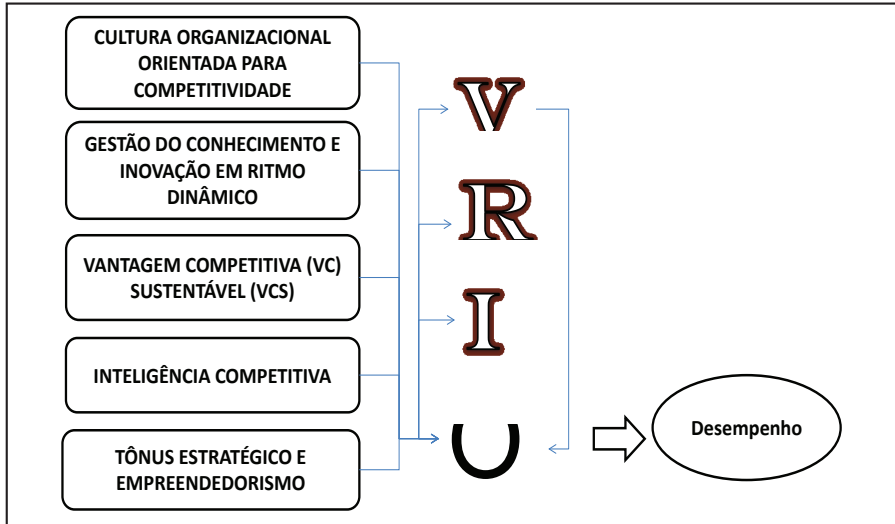 CULTURA ORGANIZACIONAL
ORIENTADA PARA
COMPETITIVIDADE
GESTÃO DO CONHECIMENTO E
INOVAÇÃO EM RITMO
DINÂMICO
VANTAGEM COMPETITIVA (VC)
SUSTENTÁVEL (VCS)
INTELIGÊNCIA COMPETITIVA
TÔNUS ESTRATÉGICO E
EMPREENDEDORISMO
V
R
I
Desempenho